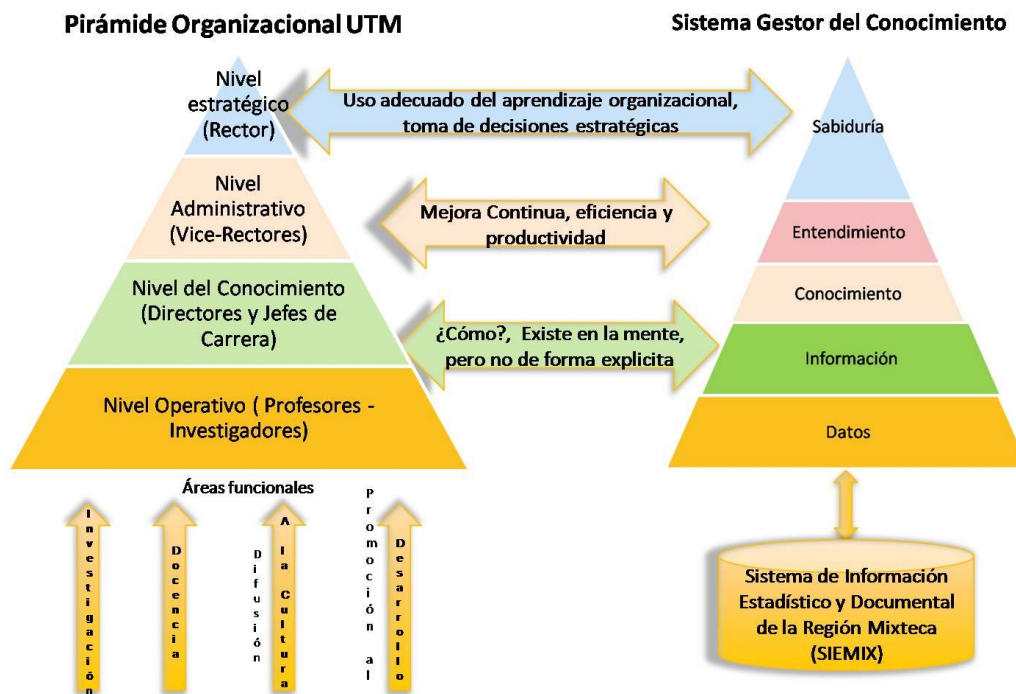 Pirámide Organizacional UTM
Nivel
estratégico
(Rector)
Nivel
Administrativo
(Vice-Rectores)
Nivel del Conocimiento
(Directores y Jefes de
Carrera)
Nivel Operativo ( Profesores -
Investigadores)
Áreas funcionales
Investigación
Docencia
Difusión
A la Cultura
Promoción al
Desarrollo
Uso adecuado del aprendizaje organizacional,
toma de decisiones estratégicas
Mejora Continua, eficiencia y
productividad
¿Cómo?, Existe en la mente,
pero no de forma explicita
Sistema Gestor del Conocimiento
Sabiduría
Entendimiento
Conocimiento
Información
Datos
Sistema de Información
Estadístico y Documental
de la Región Mixteca
(SIEMIX)